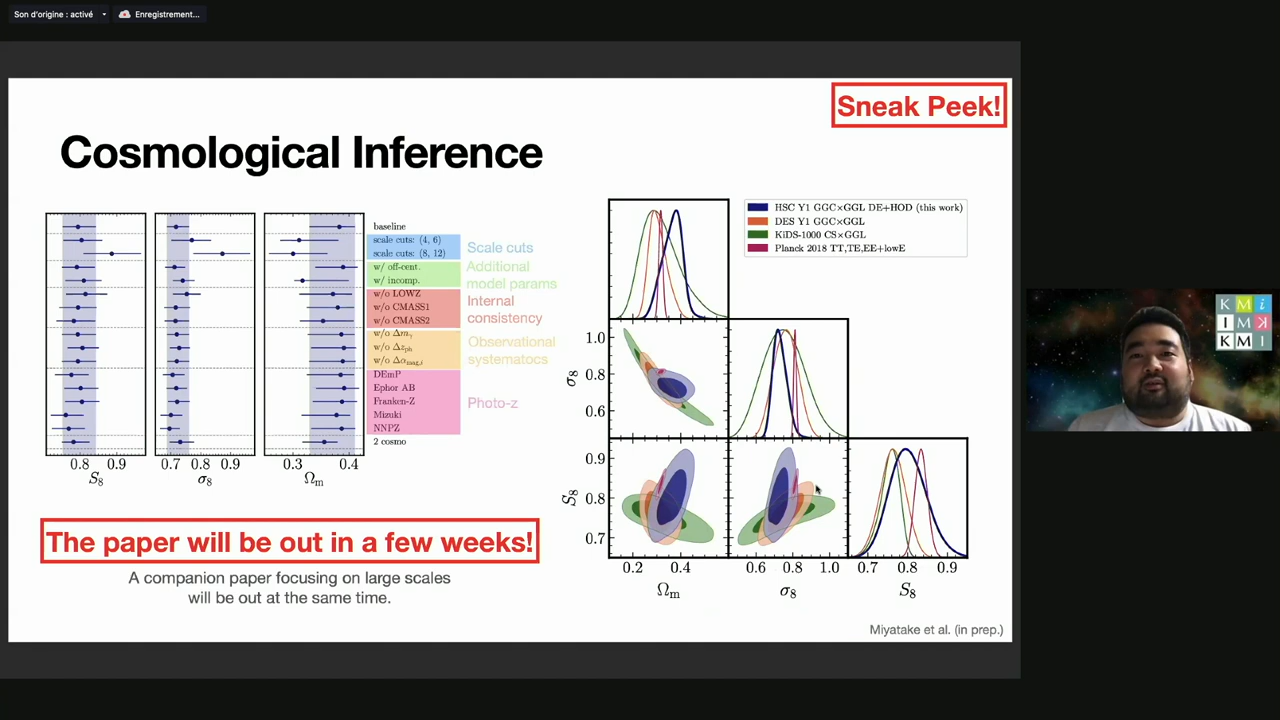 Son d'origine : activé
Enregistrement...
Sneak Peek!
Cosmological Inference
baseline
scale cuts: (4, 6)
scale cuts: (8, 12)
w/ off-cent.
w/ incomp.
w/o LOWZ
w/o CMASS1
w/o CMASS2
w/o Δmγ
w/o Δzph
w/o Δαmag,i
DEmP
Ephor AB
Franken-Z
Mizuki
NNPZ
2 cosmo
Scale cuts
Additional
model params
Internal
consistency
Observational
systematocs
Photo-z
0.8 0.9
S8
0.7 0.8 0.9
σ8
0.3 0.4
Ωm
HSC Y1 GGC×GGL DE+HOD (this work)
DES Y1 GGC×GGL
KiDS-1000 CS×GGL
Planck 2018 TT,TE,EE+lowE
1.0
0.8
0.6
σ8
0.9
0.8
0.7
S8
0.2 0.4
Ωm
0.6 0.8 1.0
σ8
0.7 0.8 0.9
S8
The paper will be out in a few weeks!
A companion paper focusing on large scales
will be out at the same time.
Miyatake et al. (in prep.)
K M i
I M K
K M I